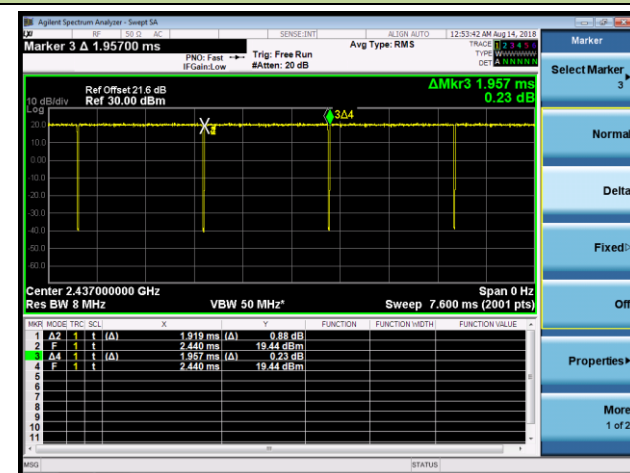 Agilent Spectrum Analyzer - Swept SA
RF 50 Ω AC SENSE:INT ALIGN AUTO 12:53:42 AM Aug 14, 2018
Marker 3 Δ 1.95700 ms
PNO: Fast
IFGain:Low
Trig: Free Run
#Atten: 20 dB
Avg Type: RMS
TRACE 1 2 3 4 5 6
TYPE WWWWWW
DET A N N N N N
Ref Offset 21.6 dB
10 dB/div Ref 30.00 dBm
Log
ΔMkr3 1.957 ms
0.23 dB
3Δ4
20.0
10.0
0.00
-10.0
-20.0
-30.0
-40.0
-50.0
-60.0
Center 2.437000000 GHz Span 0 Hz
Res BW 8 MHz VBW 50 MHz* Sweep 7.600 ms (2001 pts)
MKR MODE TRC SCL X Y FUNCTION FUNCTION WIDTH FUNCTION VALUE
1 Δ2 1 t (Δ) 1.919 ms (Δ) 0.88 dB
2 F 1 t 2.440 ms 19.44 dBm
3 Δ4 1 t (Δ) 1.957 ms (Δ) 0.23 dB
4 F 1 t 2.440 ms 19.44 dBm
5
6
7
8
9
10
11
MSG STATUS
Marker
Select Marker
3
Normal
Delta
Fixed
Off
Properties
More
1 of 2